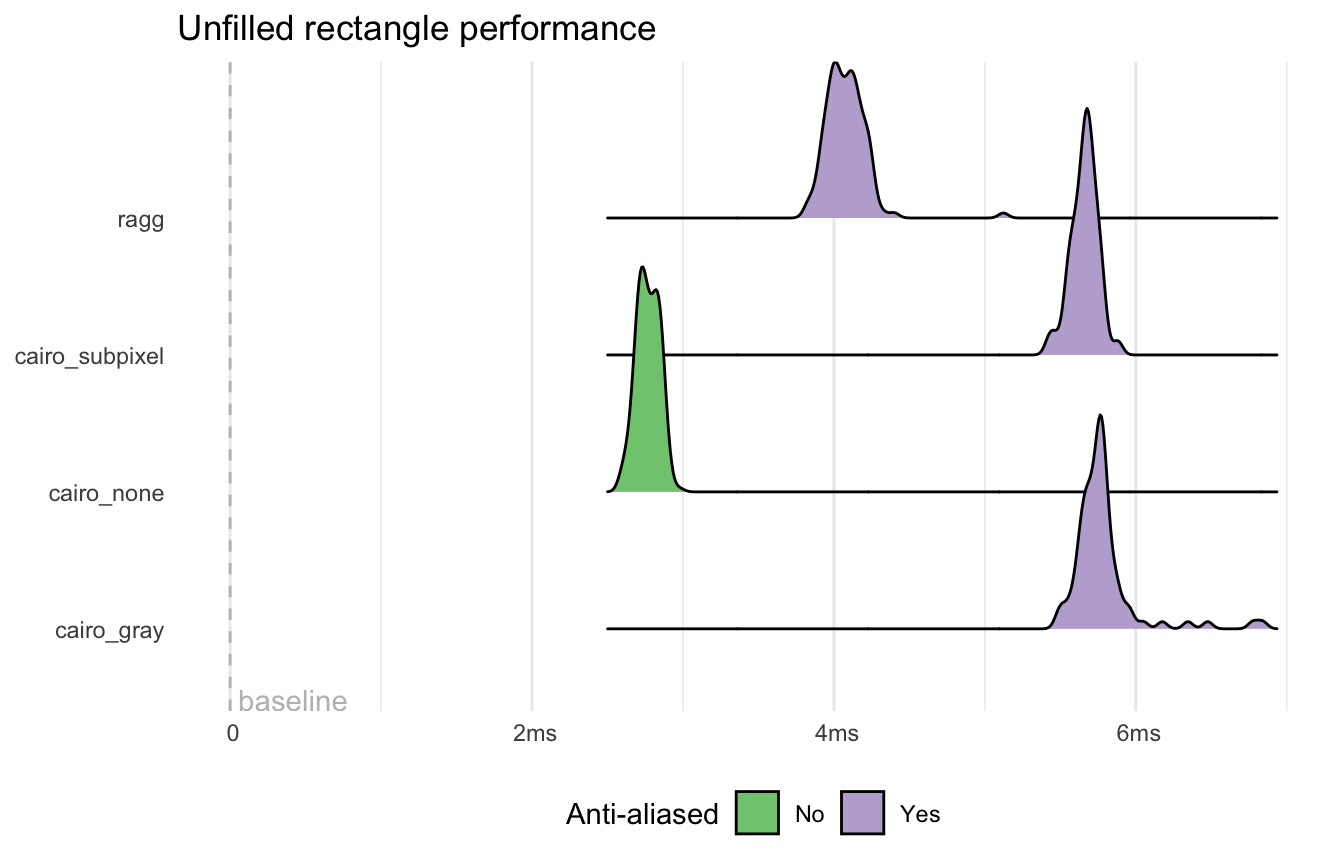 Unfilled rectangle performance
ragg
cairo_subpixel
cairo_none
cairo_gray
baseline
0 2ms 4ms 6ms
Anti-aliased No Yes